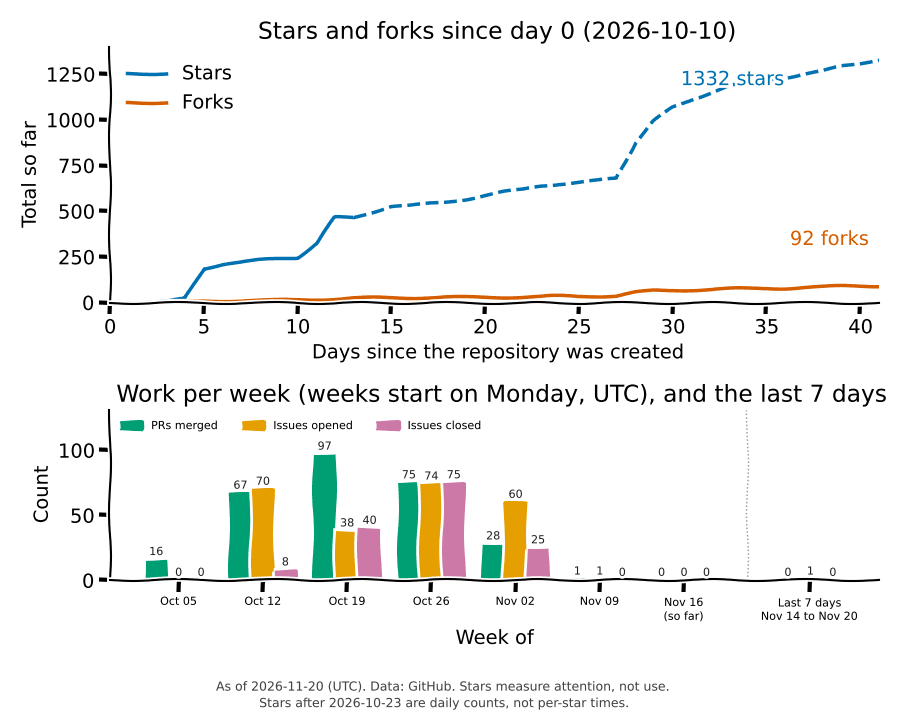 Stars and forks since day 0 (2026-10-10)
Total so far
1250
1000
750
500
250
0
Stars
Forks
1332 stars
92 forks
0 5 10 15 20 25 30 35 40
Days since the repository was created
Work per week (weeks start on Monday, UTC), and the last 7 days
Count
100
50
0
PRs merged Issues opened Issues closed
16 0 0 67 70 8 97 38 40 75 74 75 28 60 25 1 1 0 0 0 0 0 1 0
Oct 05 Oct 12 Oct 19 Oct 26 Nov 02 Nov 09 Nov 16 Last 7 days
(so far) Nov 14 to Nov 20
Week of
As of 2026-11-20 (UTC). Data: GitHub. Stars measure attention, not use.
Stars after 2026-10-23 are daily counts, not per-star times.